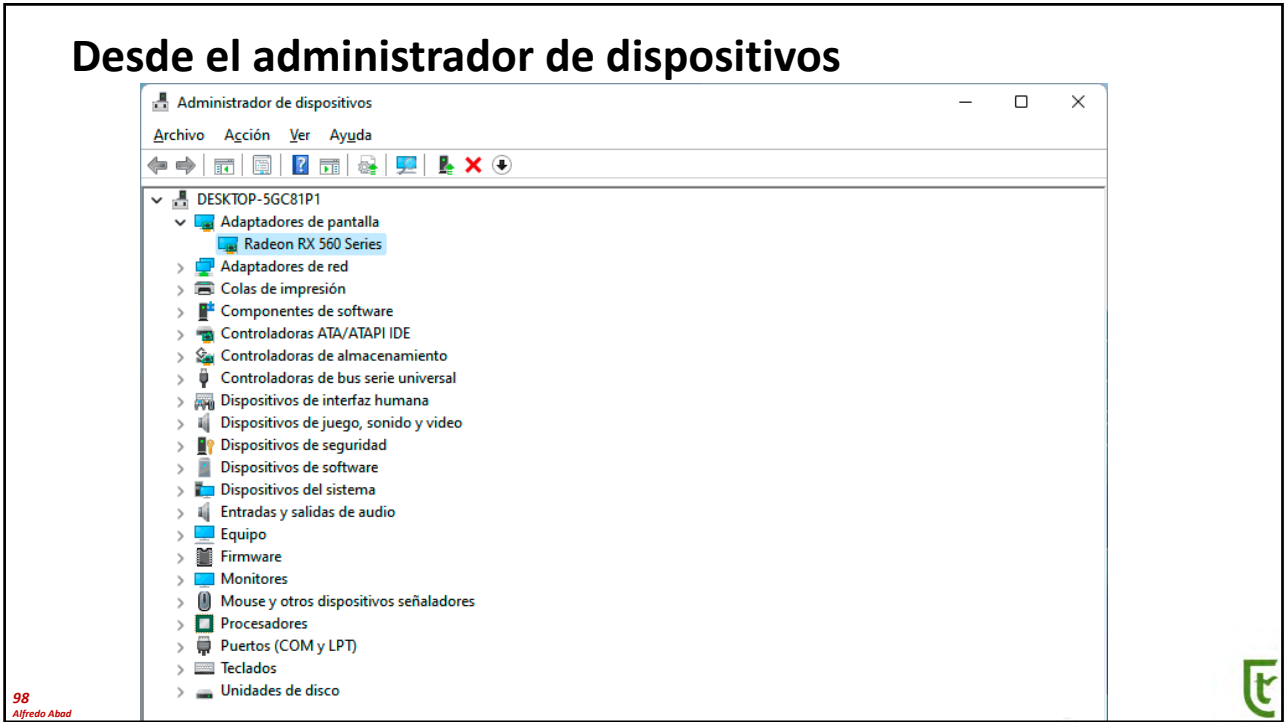 Desde el administrador de dispositivos
Administrador de dispositivos
Archivo Acción Ver Ayuda
DESKTOP-5GC81P1
Adaptadores de pantalla
Radeon RX 560 Series
Adaptadores de red
Colas de impresión
Componentes de software
Controladoras ATA/ATAPI IDE
Controladoras de almacenamiento
Controladoras de bus serie universal
Dispositivos de interfaz humana
Dispositivos de juego, sonido y video
Dispositivos de seguridad
Dispositivos de software
Dispositivos del sistema
Entradas y salidas de audio
Equipo
Firmware
Monitores
Mouse y otros dispositivos señaladores
Procesadores
Puertos (COM y LPT)
Teclados
Unidades de disco
98
Alfredo Abad